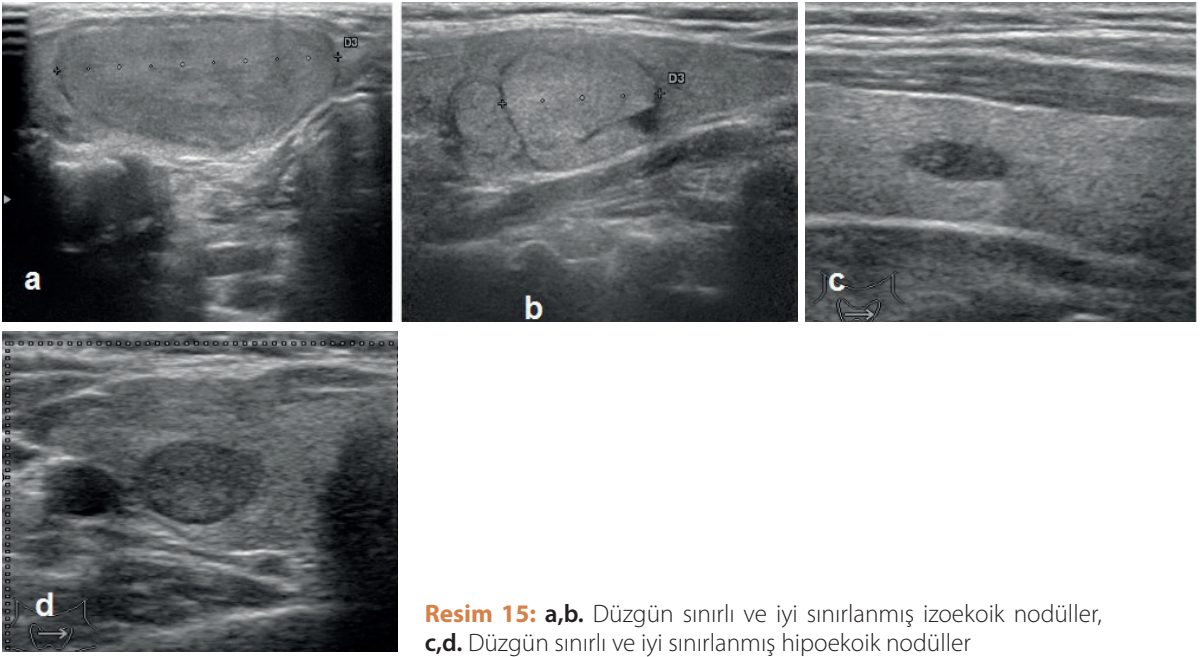 D3
a
D3
b
c
d
Resim 15: a,b. Düzgün sınırlı ve iyi sınırlanmış izoekoik nodüller,
c,d. Düzgün sınırlı ve iyi sınırlanmış hipoekoik nodüller